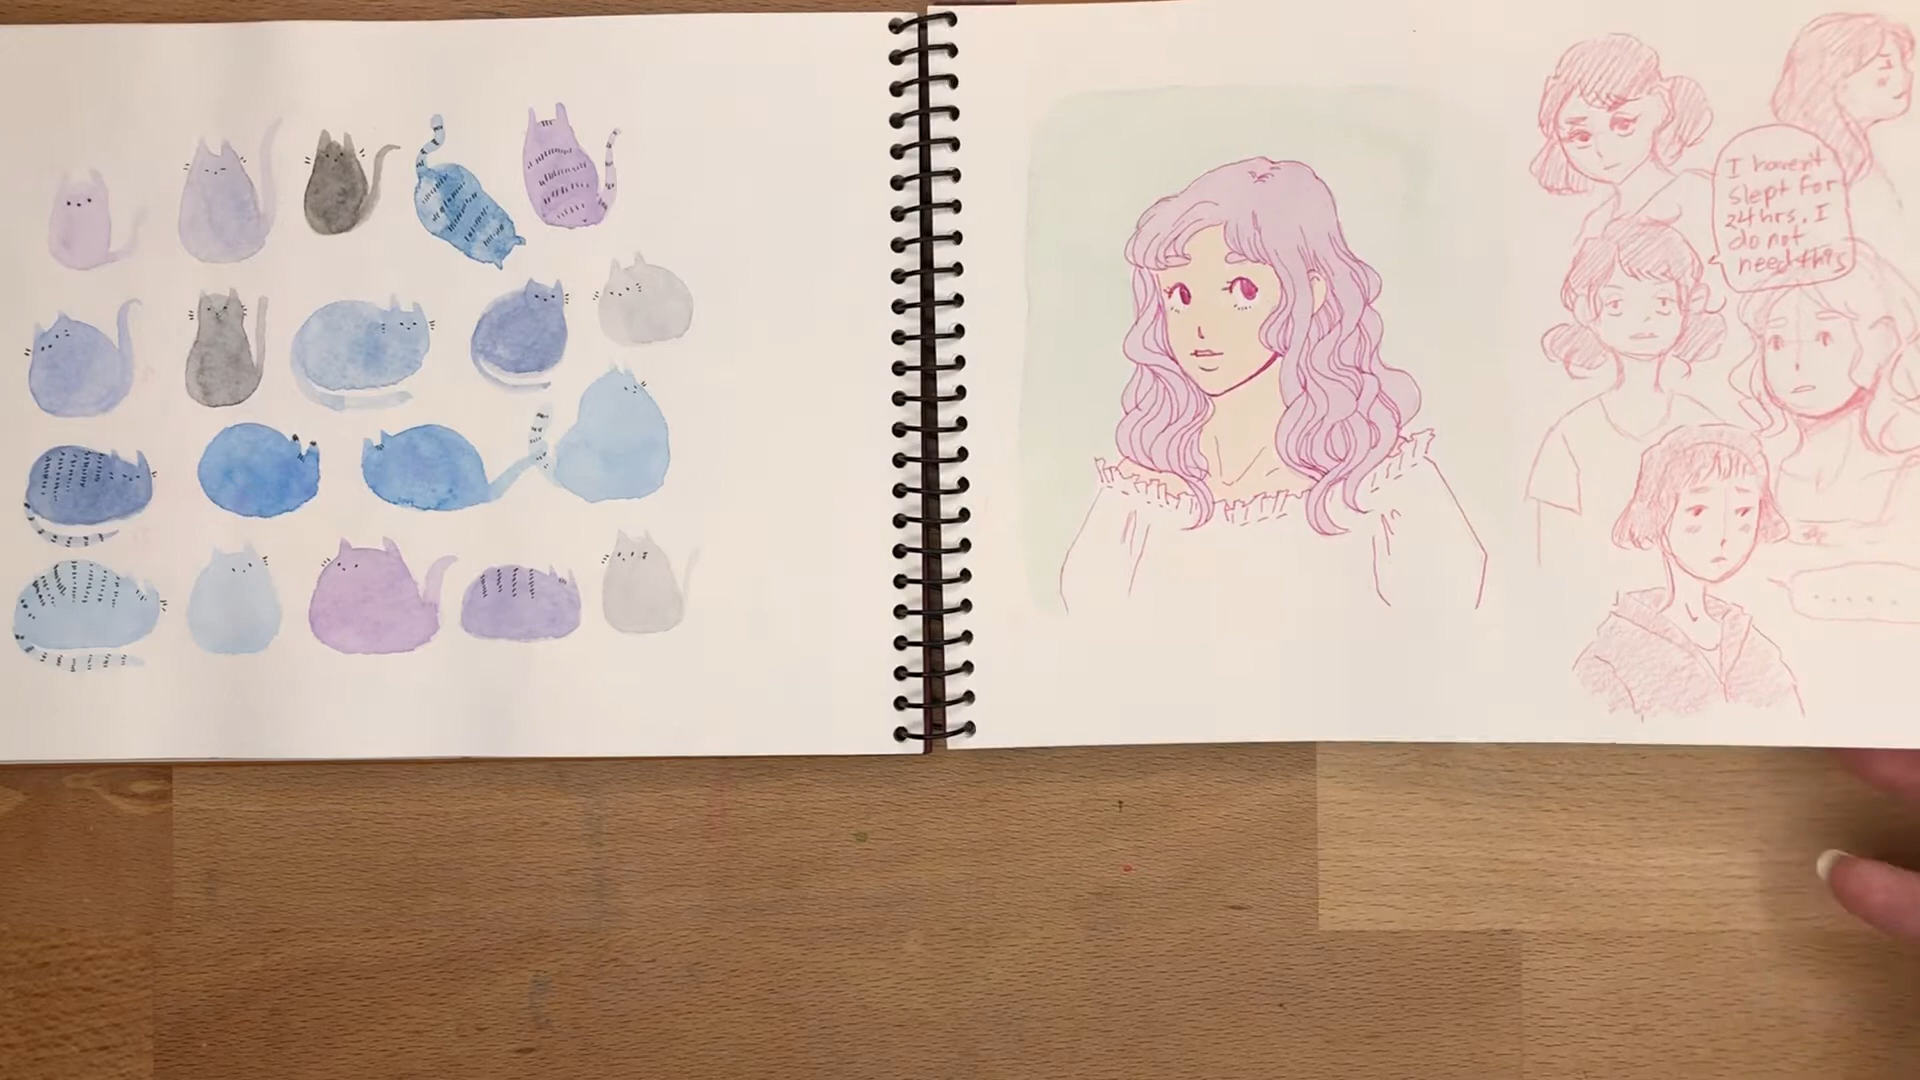 I haven't
slept for
24hrs. I
do not
need this
.....